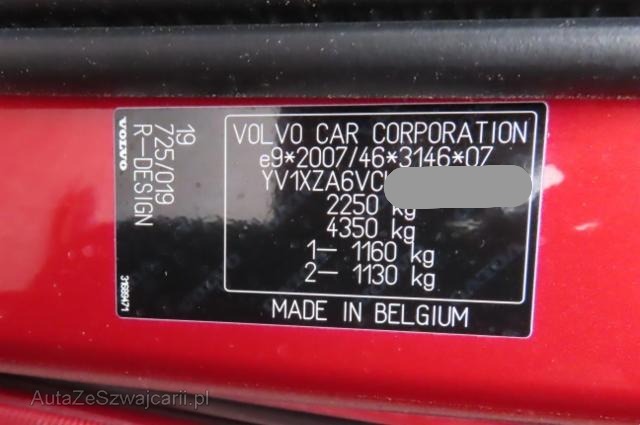 VOLVO
19
725/019
R-DESIGN
31689471
VOLVO CAR CORPORATION
e9*2007/46*3146*07
YV1XZA6VC
2250 kg
4350 kg
1- 1160 kg
2- 1130 kg
MADE IN BELGIUM
AutaZeSzwajcarii.pl